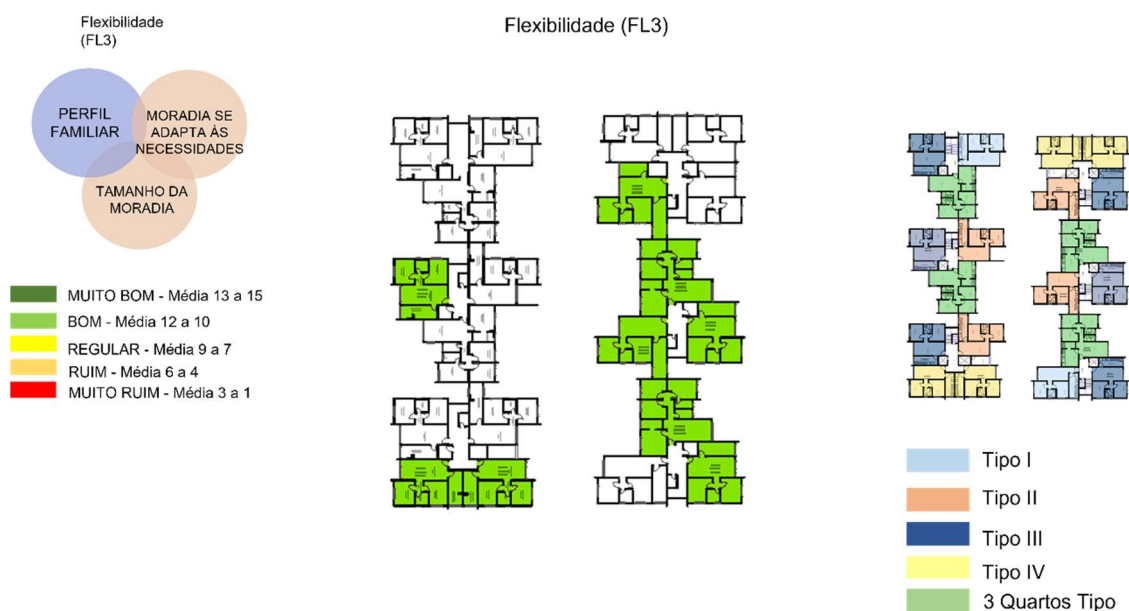 Flexibilidade
(FL3)
Flexibilidade (FL3)
PERFIL
FAMILIAR
MORADIA SE
ADAPTA ÀS
NECESSIDADES
TAMANHO DA
MORADIA
MUITO BOM - Média 13 a 15
BOM - Média 12 a 10
REGULAR - Média 9 a 7
RUIM - Média 6 a 4
MUITO RUIM - Média 3 a 1
Tipo I
Tipo II
Tipo III
Tipo IV
3 Quartos Tipo